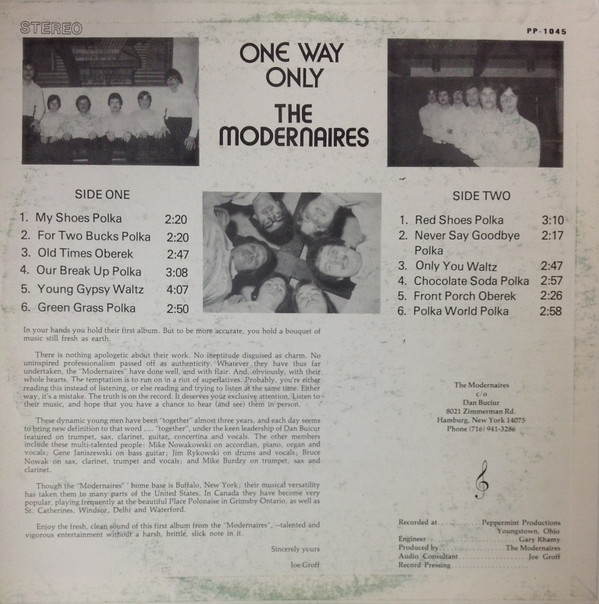 STEREO
PP-1045
ONE WAY
ONLY
THE
MODERNAIRES
SIDE ONE
1. My Shoes Polka 2:20
2. For Two Bucks Polka 2:20
3. Old Times Oberek 2:47
4. Our Break Up Polka 3:08
5. Young Gypsy Waltz 4:07
6. Green Grass Polka 2:50
SIDE TWO
1. Red Shoes Polka 3:10
2. Never Say Goodbye 2:17
Polka
3. Only You Waltz 2:47
4. Chocolate Soda Polka 2:57
5. Front Porch Oberek 2:26
6. Polka World Polka 2:58
In your hands you hold their first album. But to be more accurate, you hold a bouquet of
music still fresh as earth.
There is nothing apologetic about their work. No ineptitude disguised as charm. No
uninspired professionalism passed off as authenticity. Whatever they have thus far
undertaken, the "Modernaires" have done well, and with flair. And, obviously, with their
whole hearts. The temptation is to run on in a riot of superlatives. Probably, you're either
reading this instead of listening, or else reading and trying to listen at the same time. Either
way, it's a mistake. The truth is on the record. It deserves your exclusive attention. Listen to
their music, and hope that you have a chance to hear (and see) them in person.
These dynamic young men have been "together" almost three years, and each day seems
to bring new definition to that word .... "together", under the keen leadership of Dan Buciur
featured on trumpet, sax, clarinet, guitar, concertina and vocals. The other members
include these multi-talented people: Mike Nowakowski on accordian, piano, organ and
vocals; Gene Janiszewski on bass guitar; Jim Rykowski on drums and vocals; Bruce
Nowak on sax, clarinet, trumpet and vocals; and Mike Burdzy on trumpet, sax and
clarinet.
Though the "Modernaires" ' home base is Buffalo, New York; their musical versatility
has taken them to many parts of the United States. In Canada they have become very
popular, playing frequently at the beautiful Place Polonaise in Grimsby Ontario, as well as
St. Catherines, Windsor, Delhi and Waterford.
Enjoy the fresh, clean sound of this first album from the "Modernaires", --talented and
vigorous entertainment without a harsh, brittle, slick note in it.
Sincerely yours
Joe Groff
The Modernaires
c/o
Dan Buciur
8021 Zimmerman Rd.
Hamburg, New York 14075
Phone (716) 941-3286
Recorded at Peppermint Productions
Youngstown, Ohio
Engineer Gary Rhamy
Produced by The Modernaires
Audio Consultant Joe Groff
Record Pressing